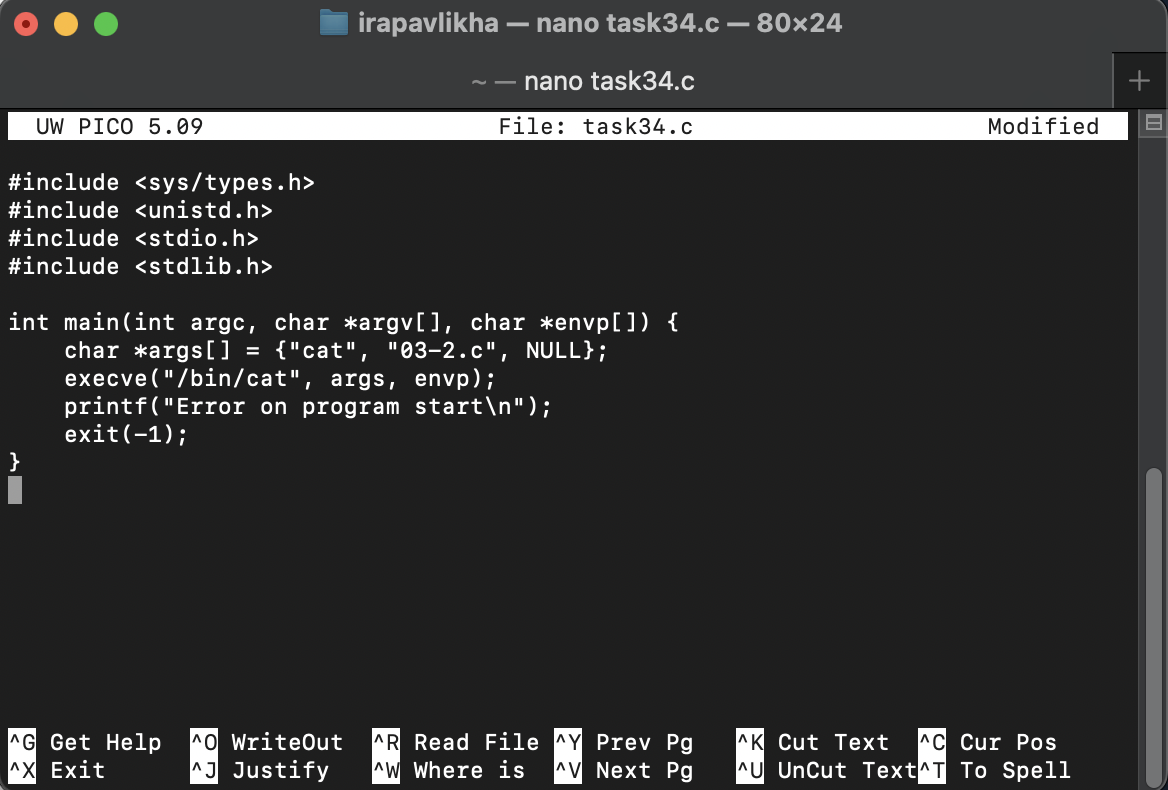 irapavlikha — nano task34.c — 80×24
~ — nano task34.c
+
UW PICO 5.09 File: task34.c Modified
#include <sys/types.h>
#include <unistd.h>
#include <stdio.h>
#include <stdlib.h>
int main(int argc, char *argv[], char *envp[]) {
    char *args[] = {"cat", "03-2.c", NULL};
    execve("/bin/cat", args, envp);
    printf("Error on program start\n");
    exit(-1);
}
^G Get Help ^O WriteOut ^R Read File ^Y Prev Pg ^K Cut Text ^C Cur Pos
^X Exit ^J Justify ^W Where is ^V Next Pg ^U UnCut Text^T To Spell